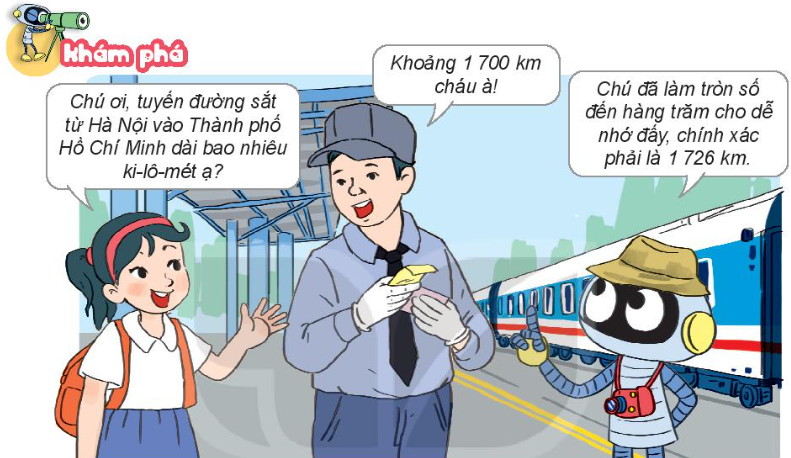 khám phá
Chú ơi, tuyến đường sắt
từ Hà Nội vào Thành phố
Hồ Chí Minh dài bao nhiêu
ki-lô-mét ạ?
Khoảng 1 700 km
cháu à!
Chú đã làm tròn số
đến hàng trăm cho dễ
nhớ đấy, chính xác
phải là 1 726 km.